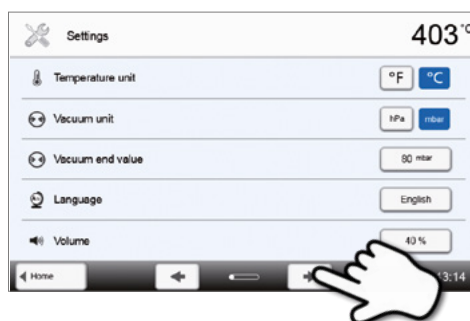 Settings 403 °C
Temperature unit °F °C
Vacuum unit hPa mbar
Vacuum end value 80 mbar
Language English
Volume 40 %
Home 13:14